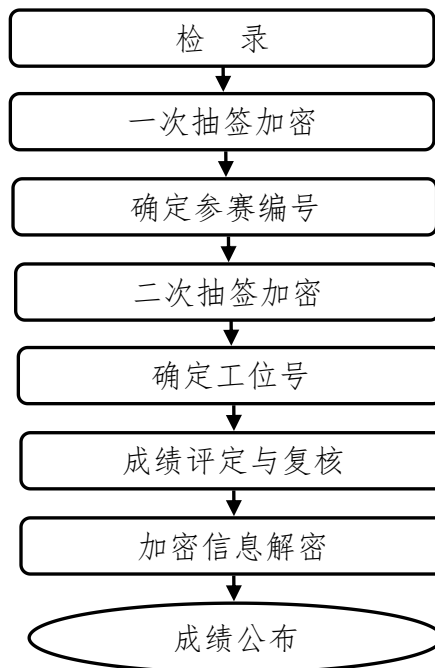 检 录
一次抽签加密
确定参赛编号
二次抽签加密
确定工位号
成绩评定与复核
加密信息解密
成绩公布